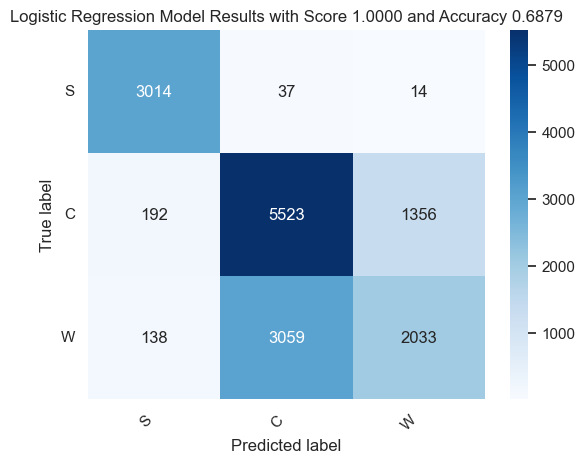 Logistic Regression Model Results with Score 1.0000 and Accuracy 0.6879
S 3014 37 14
C 192 5523 1356
W 138 3059 2033
S C W
Predicted label
True label
5000
4000
3000
2000
1000